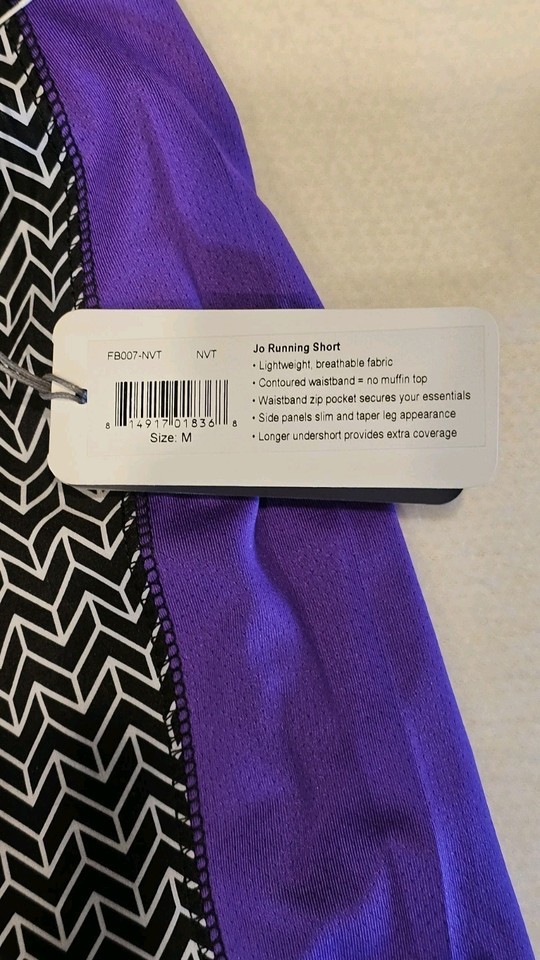 FB007-NVT NVT
8 14917 01836 8
Size: M
Jo Running Short
• Lightweight, breathable fabric
• Contoured waistband = no muffin top
• Waistband zip pocket secures your essentials
• Side panels slim and taper leg appearance
• Longer undershort provides extra coverage